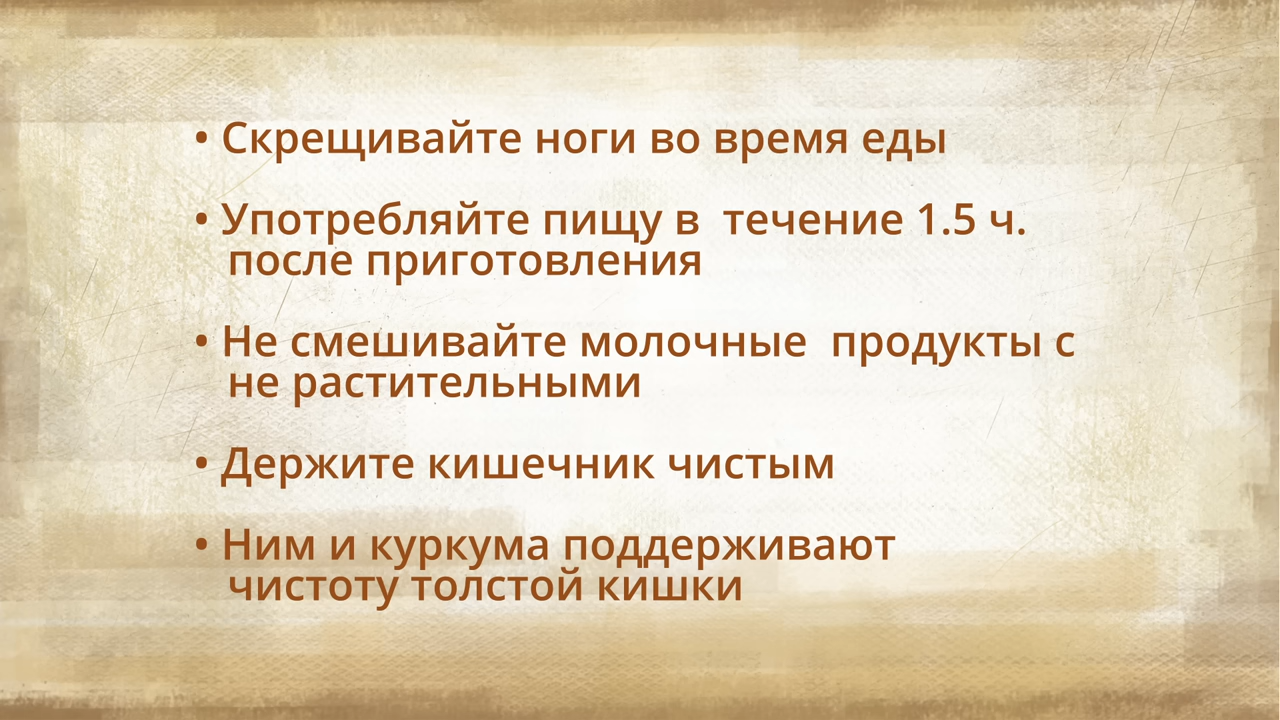 • Скрещивайте ноги во время еды
• Употребляйте пищу в  течение 1.5 ч.
после приготовления
• Не смешивайте молочные  продукты с
не растительными
• Держите кишечник чистым
• Ним и куркума поддерживают
чистоту толстой кишки